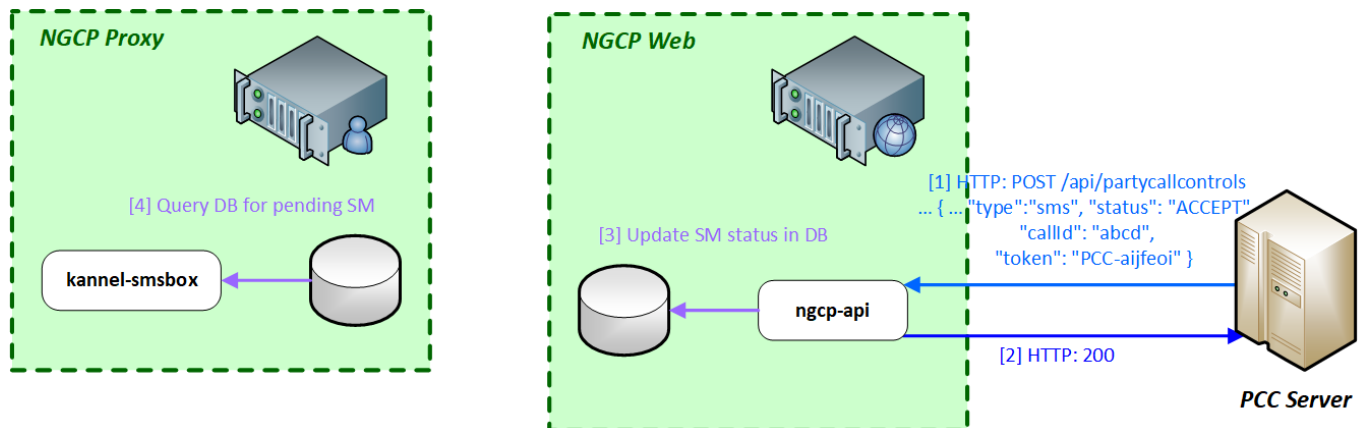 NGCP Proxy
[4] Query DB for pending SM
kannel-smsbox
NGCP Web
[1] HTTP: POST /api/partycallcontrols
... { ... "type":"sms", "status": "ACCEPT"
"callId": "abcd",
"token": "PCC-aijfeoi" }
[3] Update SM status in DB
ngcp-api
[2] HTTP: 200
PCC Server